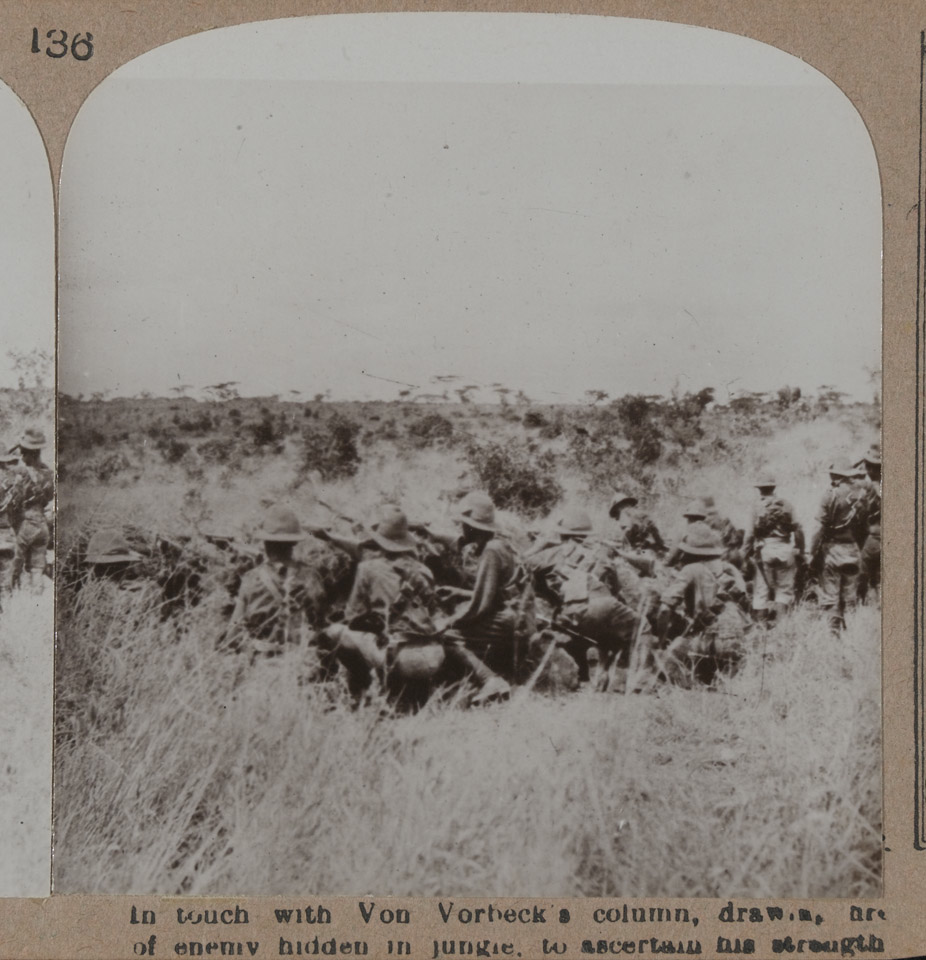 136
In touch with Von Vorbeck's column, drawing fire
of enemy hidden in jungle, to ascertain his strength